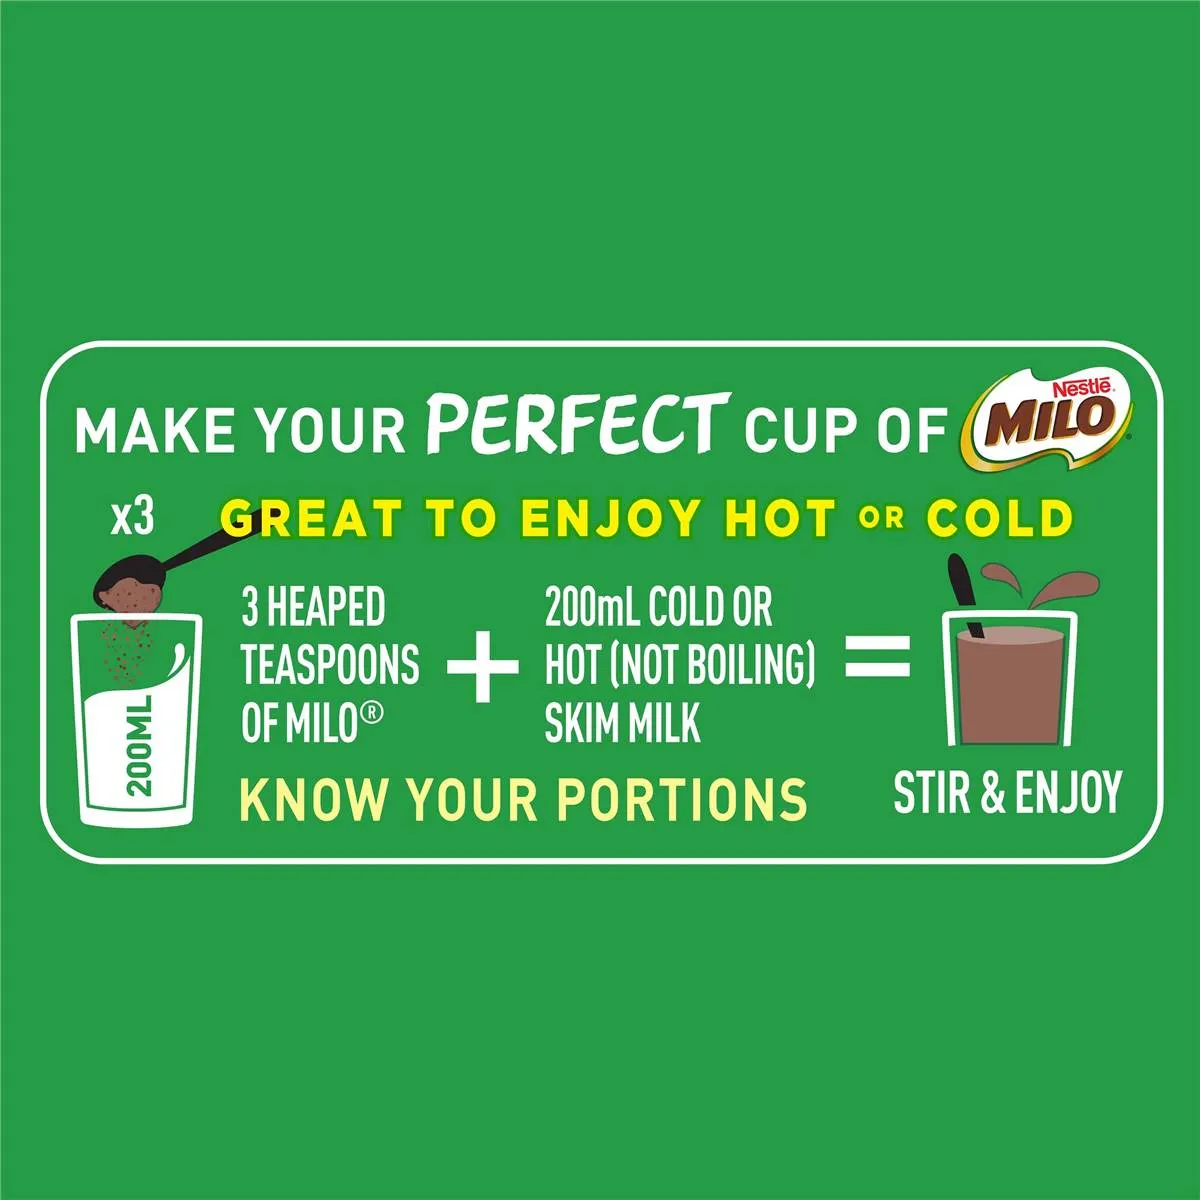 MAKE YOUR PERFECT CUP OF Nestlé MILO
x3 GREAT TO ENJOY HOT OR COLD
3 HEAPED
TEASPOONS
OF MILO®
+
200mL COLD OR
HOT (NOT BOILING)
SKIM MILK
=
200ML
KNOW YOUR PORTIONS
STIR & ENJOY